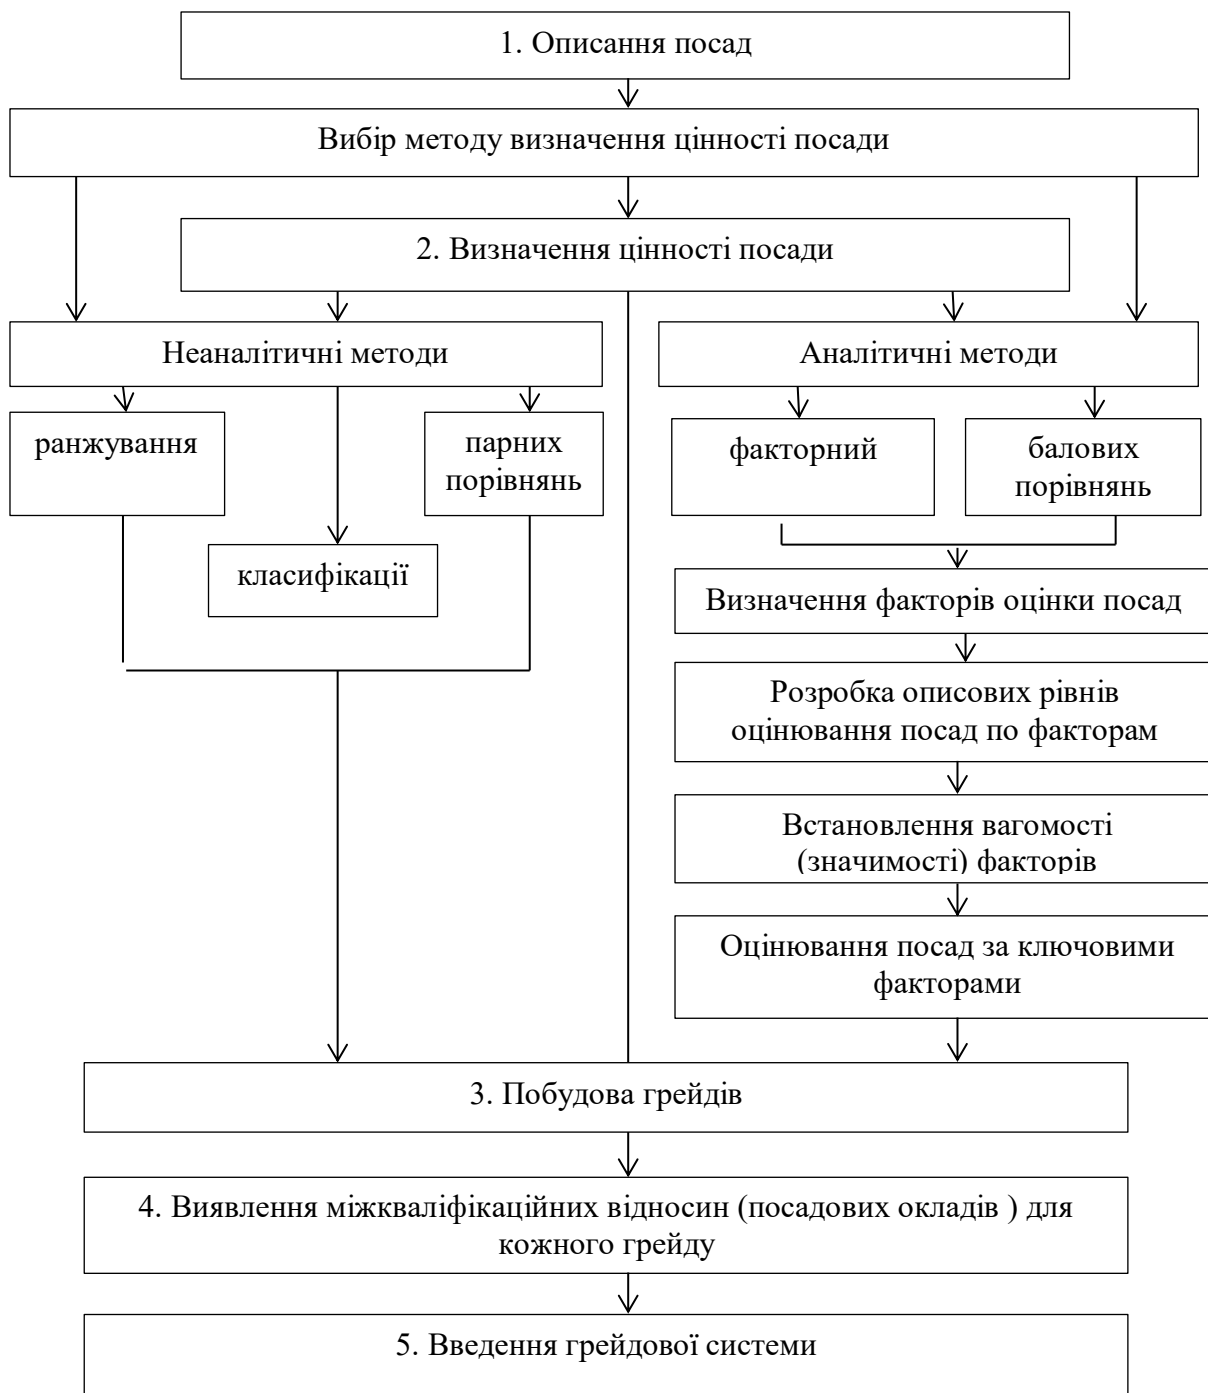 1. Описання посад
Вибір методу визначення цінності посади
2. Визначення цінності посади
Неаналітичні методи
Аналітичні методи
ранжування
парних
порівнянь
факторний
балових
порівнянь
класифікації
Визначення факторів оцінки посад
Розробка описових рівнів
оцінювання посад по факторам
Встановлення вагомості
(значимості) факторів
Оцінювання посад за ключовими
факторами
3. Побудова грейдів
4. Виявлення міжкваліфікаційних відносин (посадових окладів ) для
кожного грейду
5. Введення грейдової системи